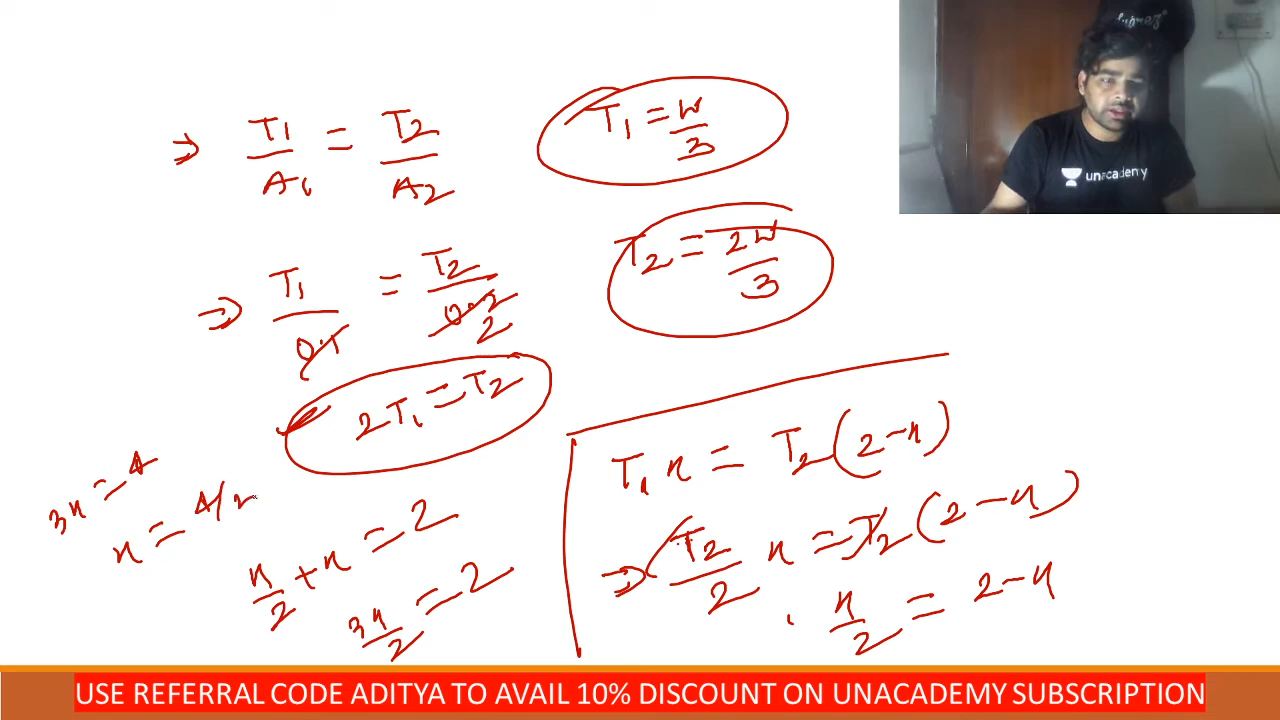 ⇒ T1/A1 = T2/A2
T1 = W/3
⇒ T1/0.1 = T2/0.2 2
T2 = 2W/3
2T1 = T2
3x = 4
x = 4/2
x/2 + x = 2
3x/2 = 2
T1 x = T2 (2-x)
⇒ T2/2 x = T2 (2-x)
x/2 = 2-x
unacademy
USE REFERRAL CODE ADITYA TO AVAIL 10% DISCOUNT ON UNACADEMY SUBSCRIPTION